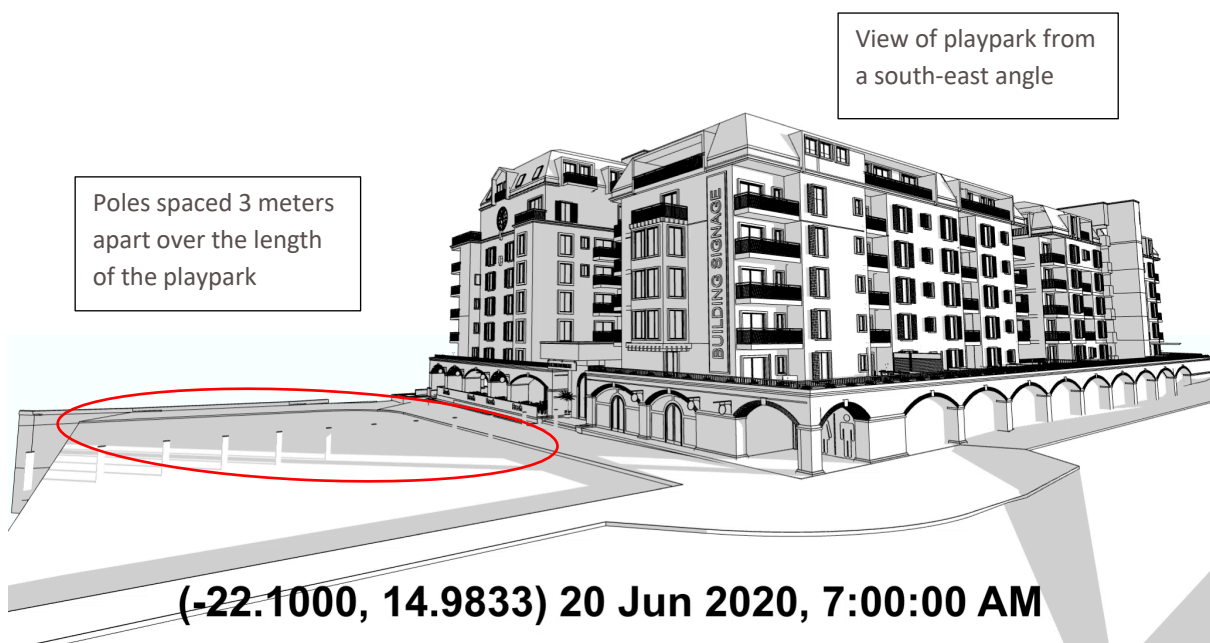 View of playpark from
a south-east angle
Poles spaced 3 meters
apart over the length
of the playpark
BUILDING SIGNAGE
(-22.1000, 14.9833) 20 Jun 2020, 7:00:00 AM